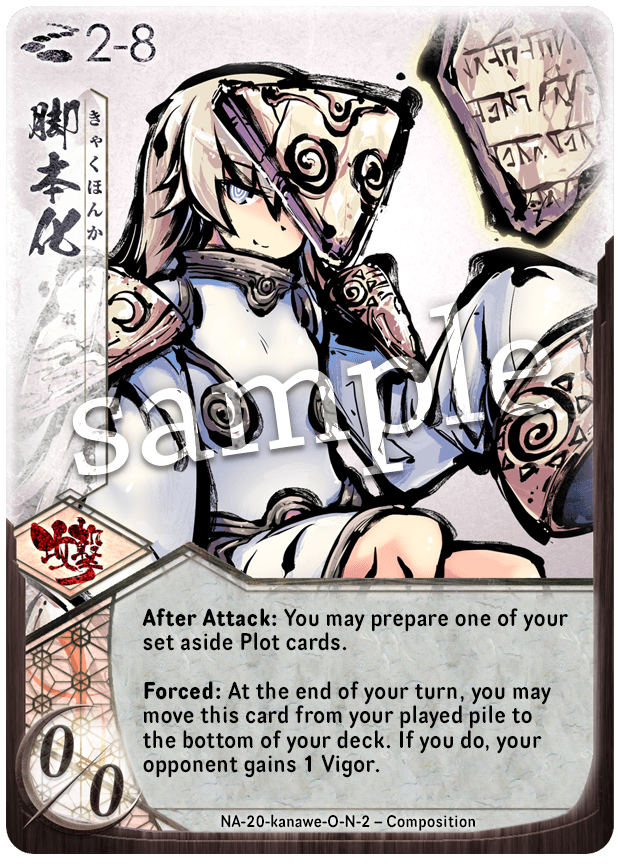 2-8
脚本化
きゃくほんか
sample
攻撃
After Attack: You may prepare one of your
set aside Plot cards.
Forced: At the end of your turn, you may
move this card from your played pile to
the bottom of your deck. If you do, your
opponent gains 1 Vigor.
0/0
NA-20-kanawe-O-N-2 – Composition